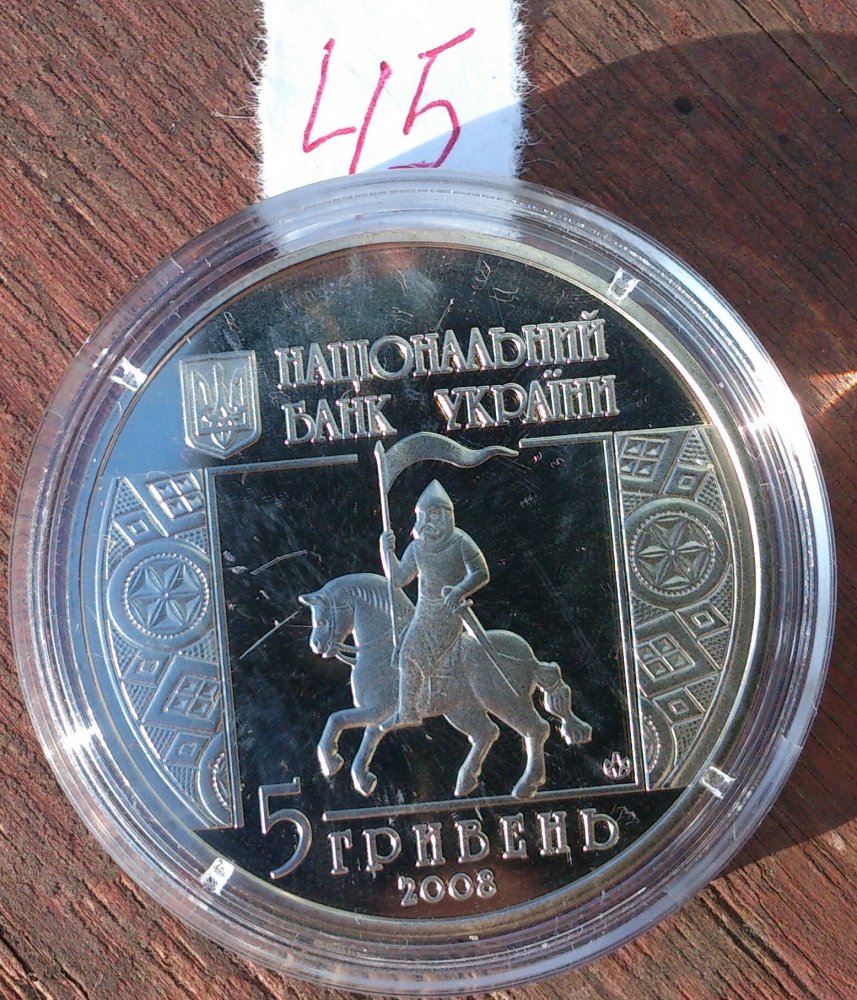 45
НАЦІОНАЛЬНИЙ
БАНК УКРАЇНИ
5 ГРИВЕНЬ
2008